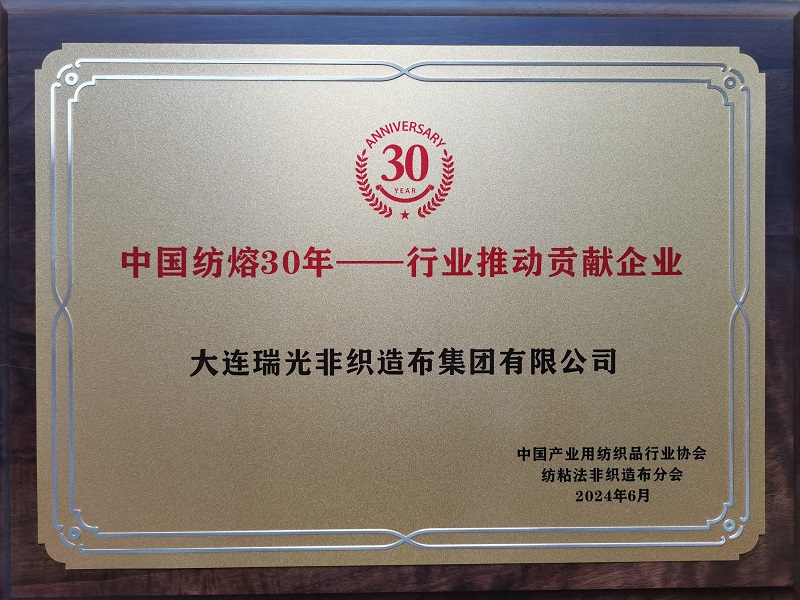 ANNIVERSARY
30
YEAR
中国纺熔30年——行业推动贡献企业
大连瑞光非织造布集团有限公司
中国产业用纺织品行业协会
纺粘法非织造布分会
2024年6月